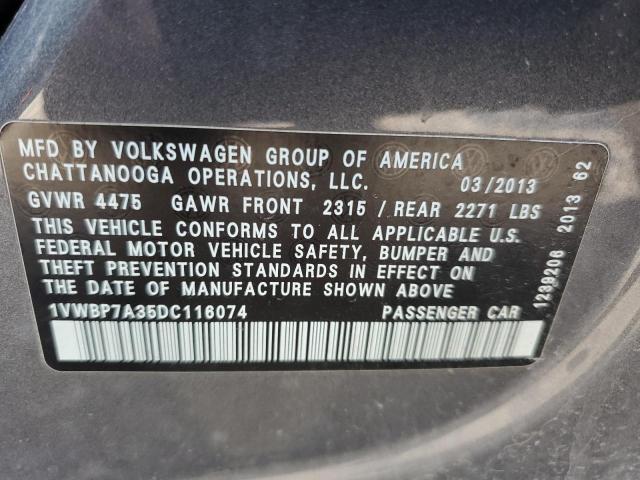 MFD BY VOLKSWAGEN GROUP OF AMERICA
CHATTANOOGA OPERATIONS, LLC. 03/2013
GVWR 4475 GAWR FRONT 2315/REAR 2271 LBS
THIS VEHICLE CONFORMS TO ALL APPLICABLE U.S.
FEDERAL MOTOR VEHICLE SAFETY, BUMPER AND
THEFT PREVENTION STANDARDS IN EFFECT ON
THE DATE OF MANUFACTURE SHOWN ABOVE
1VWBP7A35DC116074 PASSENGER CAR
1239206 2013 62